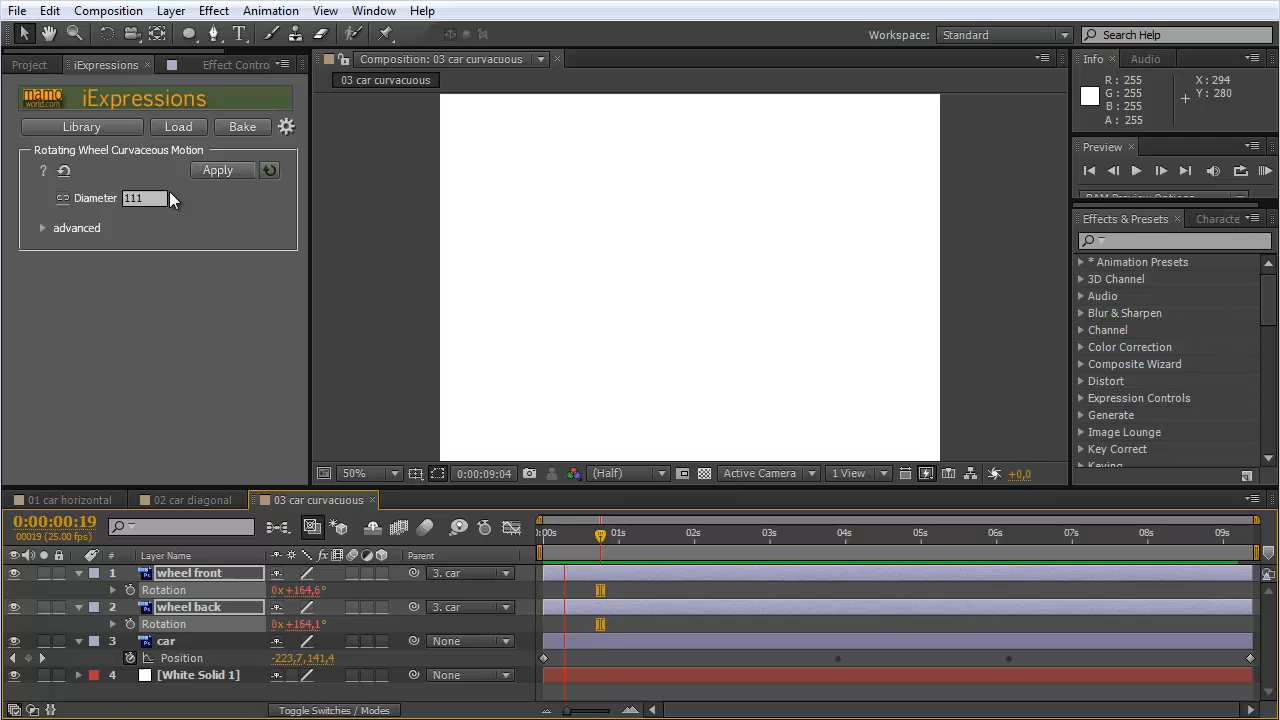 File Edit Composition Layer Effect Animation View Window Help
Workspace: Standard Search Help
Project iExpressions Effect Contro
mamo world.com iExpressions
Library Load Bake
Rotating Wheel Curvaceous Motion
? Apply
Diameter 111
advanced
Composition: 03 car curvacuous
03 car curvacuous
50% 0:00:09:04 (Half) Active Camera 1 View +0,0
Info Audio
R: 255 X: 294
G: 255 Y: 280
B: 255
A: 255
Preview
RAM Preview Options
Effects & Presets Characte
* Animation Presets
3D Channel
Audio
Blur & Sharpen
Channel
Color Correction
Composite Wizard
Distort
Expression Controls
Generate
Image Lounge
Key Correct
Keying
01 car horizontal 02 car diagonal 03 car curvacuous
0:00:00:19
00019 (25.00 fps)
:00s 01s 02s 03s 04s 05s 06s 07s 08s 09s
# Layer Name fx Parent
1 wheel front 3. car
Rotation 0x+164,6°
2 wheel back 3. car
Rotation 0x+164,1°
3 car None
Position -223,7,141,4
4 [White Solid 1] None
Toggle Switches / Modes